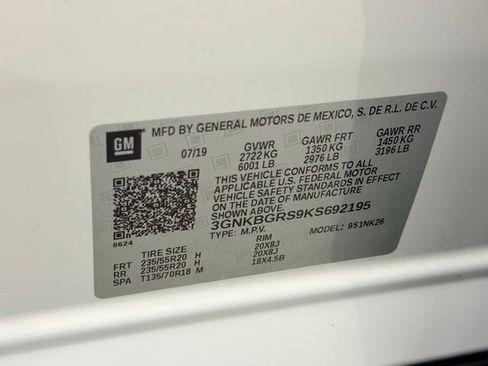 MFD BY GENERAL MOTORS DE MEXICO, S. DE R.L. DE C.V.
GM
07/19 GVWR GAWR FRT GAWR RR
2722 KG 1350 KG 1450 KG
6001 LB 2976 LB 3196 LB
THIS VEHICLE CONFORMS TO ALL APPLICABLE
U.S. FEDERAL MOTOR
VEHICLE SAFETY STANDARDS IN EFFECT
ON THE DATE OF MANUFACTURE SHOWN
ABOVE.
3GNKBGRS9KS692195
TYPE: M.P.V. MODEL: 951NK26
8624
TIRE SIZE RIM
FRT 235/55R20 H 20X8J
RR 235/55R20 H 20X8J
SPA T135/70R18 M 18X4.5B